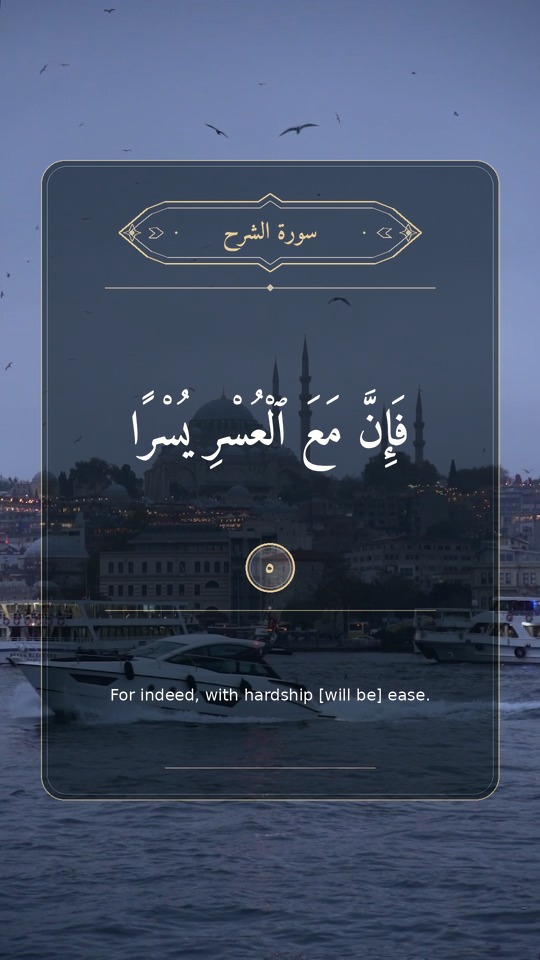 سورة الشرح
فَإِنَّ مَعَ ٱلْعُسْرِ يُسْرًا
٥
For indeed, with hardship [will be] ease.